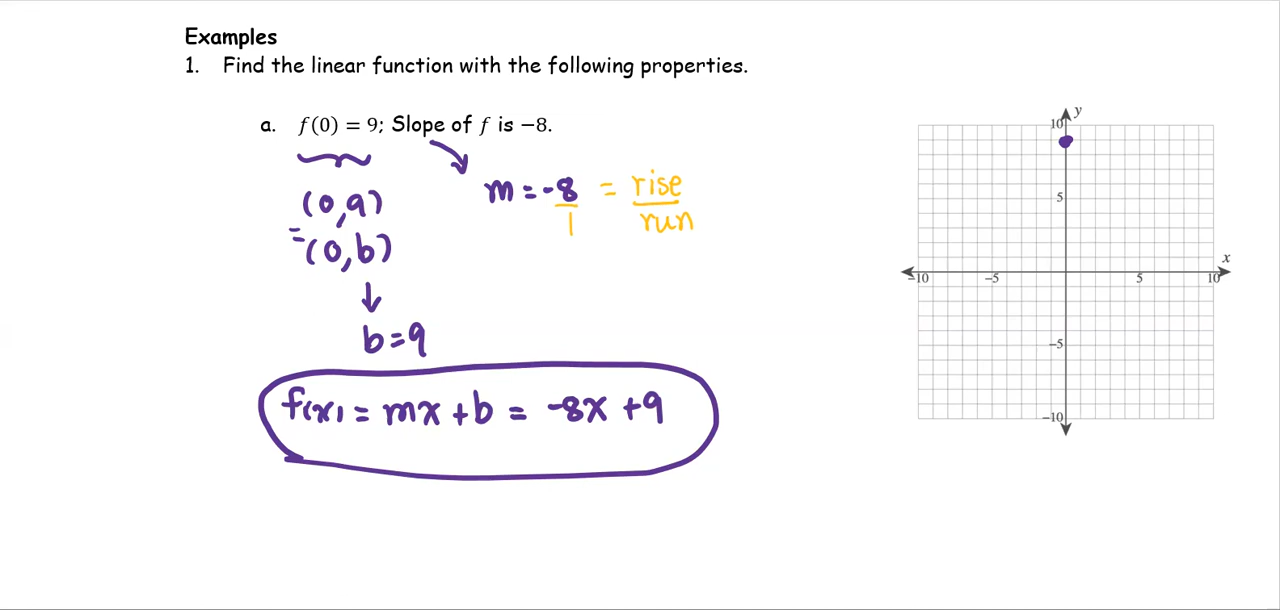 Examples
1. Find the linear function with the following properties.
a. f(0) = 9; Slope of f is −8.
(0,9)
=(0,b)
↓
b=9
m = -8/1 = rise/run
f(x) = mx + b = -8x + 9
y
10
5
x
−10 −5 5 10
−5
−10